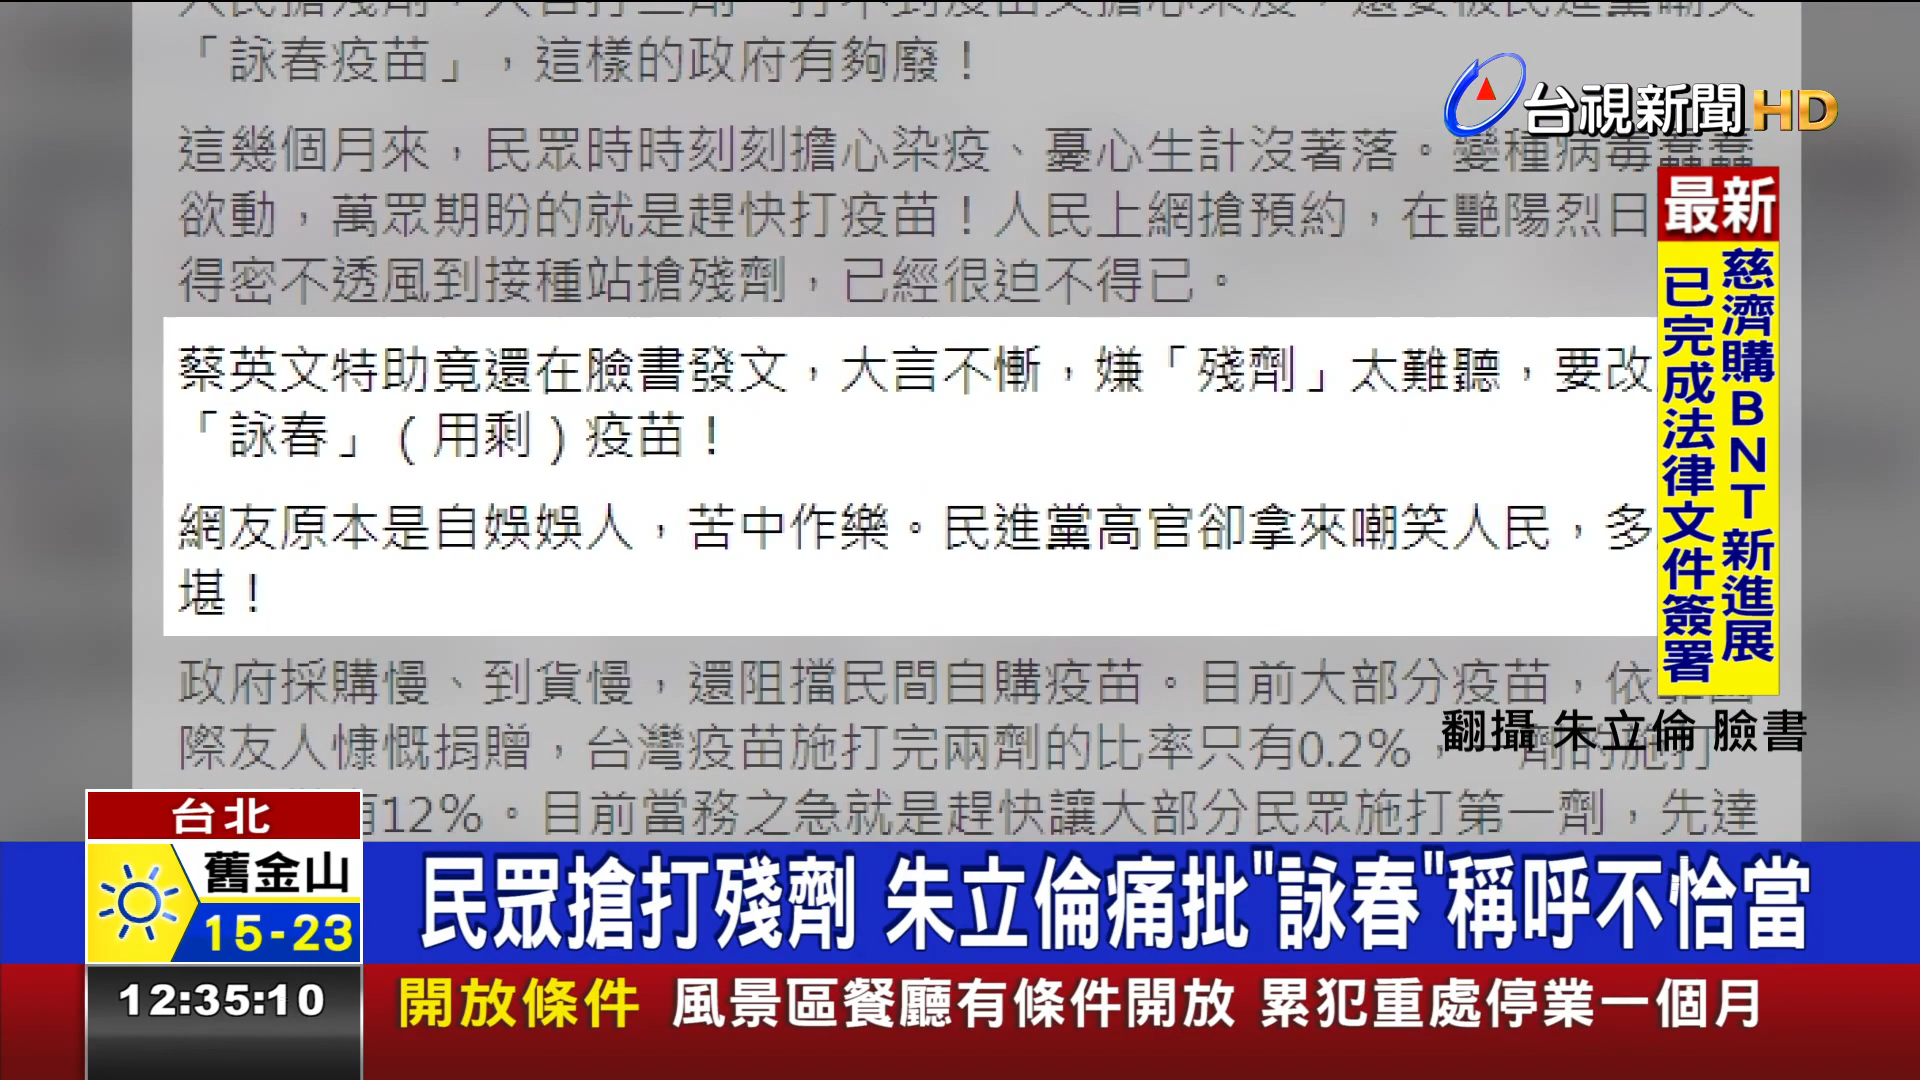 「詠春疫苗」，這樣的政府有夠廢！
這幾個月來，民眾時時刻刻擔心染疫、憂心生計沒著落。變種病毒蠢蠢
欲動，萬眾期盼的就是趕快打疫苗！人民上網搶預約，在艷陽烈日
得密不透風到接種站搶殘劑，已經很迫不得已。
蔡英文特助竟還在臉書發文，大言不慚，嫌「殘劑」太難聽，要改
「詠春」（用剩）疫苗！
網友原本是自娛娛人，苦中作樂。民進黨高官卻拿來嘲笑人民，多
堪！
政府採購慢、到貨慢，還阻擋民間自購疫苗。目前大部分疫苗，依
際友人慷慨捐贈，台灣疫苗施打完兩劑的比率只有0.2%，一劑的施打
有12%。目前當務之急就是趕快讓大部分民眾施打第一劑，先達
台視新聞HD
最新
慈濟購BNT新進展
已完成法律文件簽署
翻攝 朱立倫 臉書
台北
舊金山
15-23
12:35:10
民眾搶打殘劑 朱立倫痛批"詠春"稱呼不恰當
開放條件 風景區餐廳有條件開放 累犯重處停業一個月